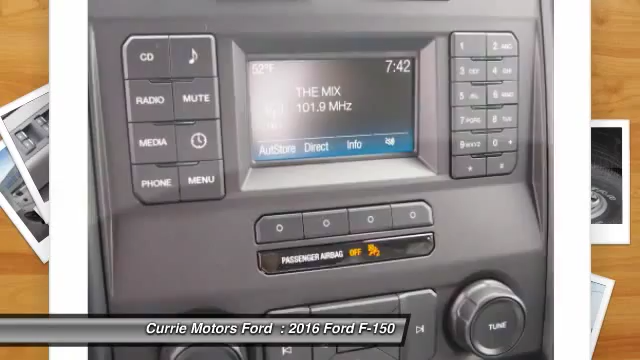 CD
RADIO
MUTE
MEDIA
PHONE
MENU
52°F
7:42
THE MIX
101.9 MHz
AutStore Direct Info
1
2 ABC
3 DEF
4 GHI
5 JKL
6 MNO
7 PQRS
8 TUV
9 WXYZ
0 +
*
#
PASSENGER AIRBAG OFF
TUNE
Currie Motors Ford : 2016 Ford F-150